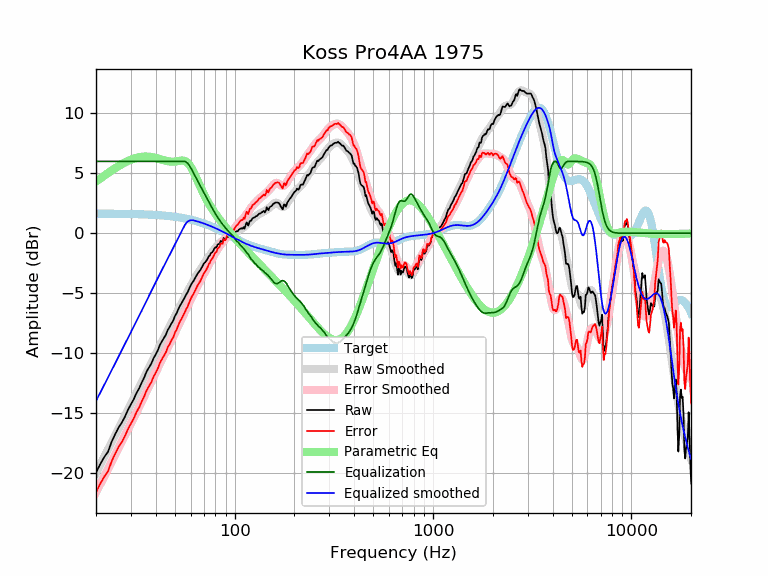 Koss Pro4AA 1975
10
5
0
−5
−10
−15
−20
Amplitude (dBr)
Target
Raw Smoothed
Error Smoothed
Raw
Error
Parametric Eq
Equalization
Equalized smoothed
100
1000
10000
Frequency (Hz)